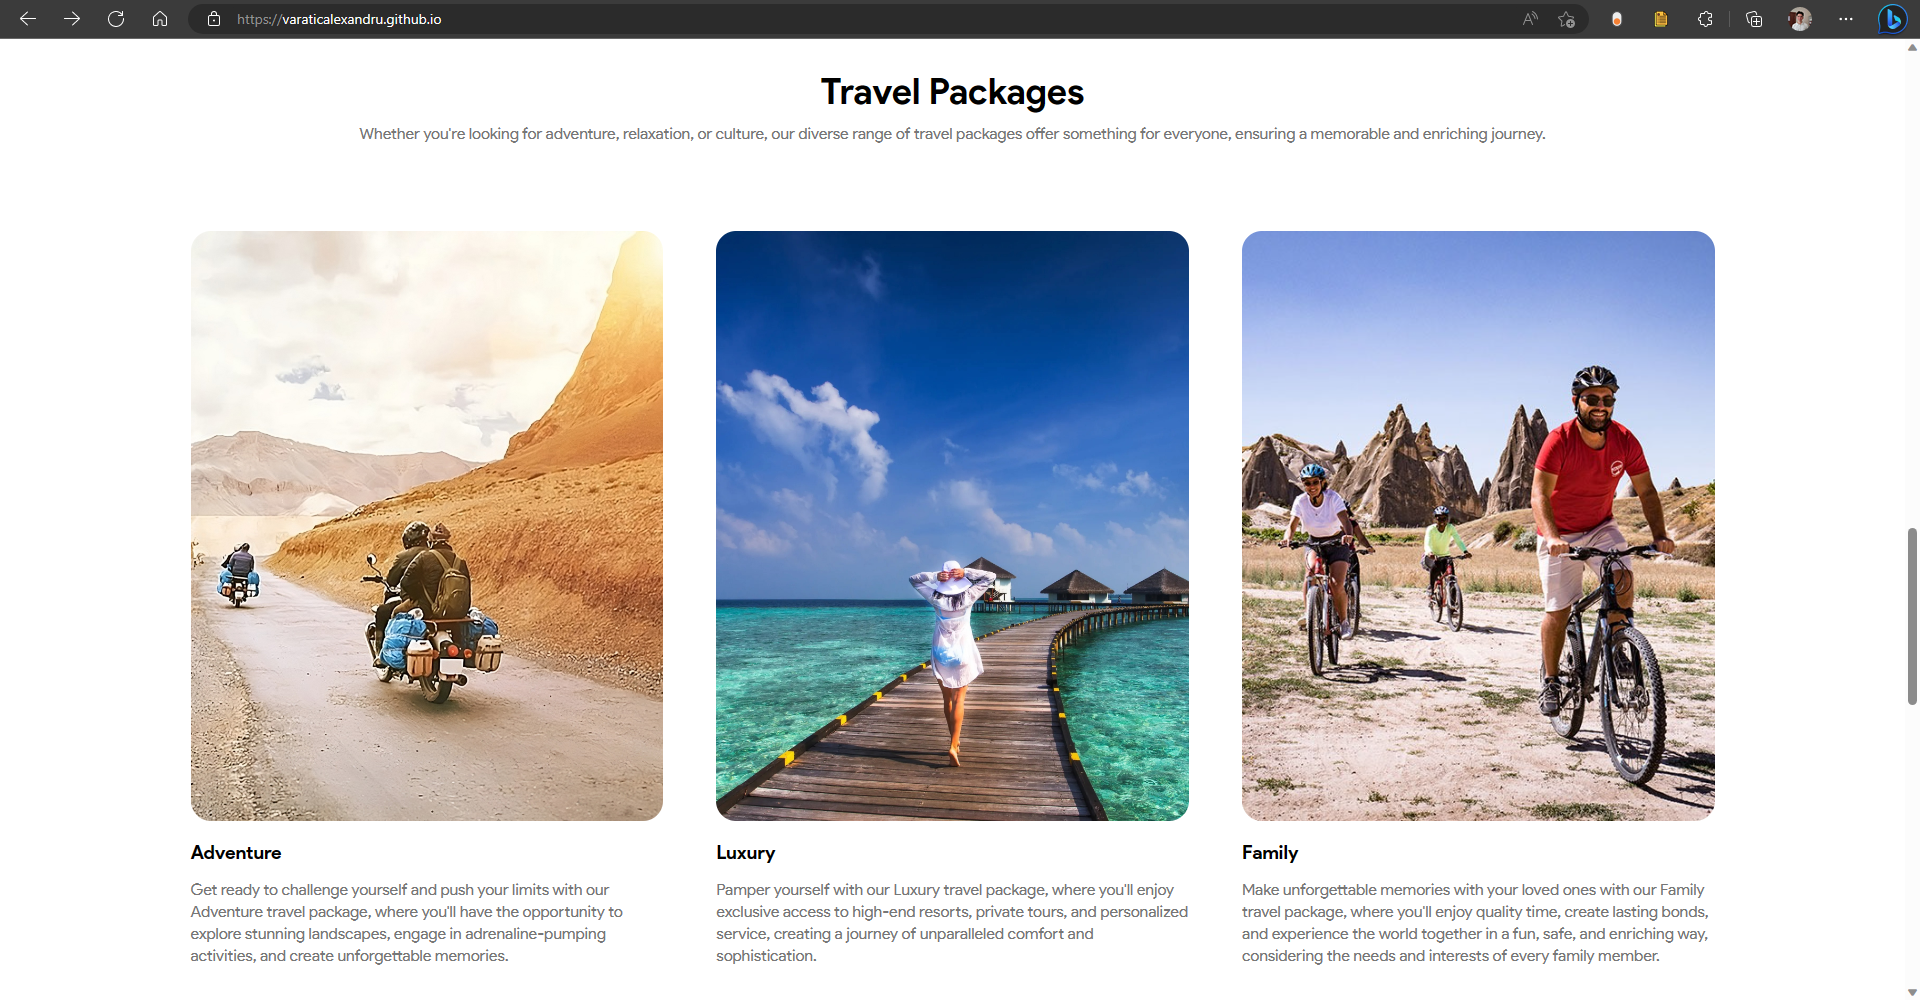 https://varaticalexandru.github.io
Travel Packages
Whether you're looking for adventure, relaxation, or culture, our diverse range of travel packages offer something for everyone, ensuring a memorable and enriching journey.
Adventure
Get ready to challenge yourself and push your limits with our
Adventure travel package, where you'll have the opportunity to
explore stunning landscapes, engage in adrenaline-pumping
activities, and create unforgettable memories.
Luxury
Pamper yourself with our Luxury travel package, where you'll enjoy
exclusive access to high-end resorts, private tours, and personalized
service, creating a journey of unparalleled comfort and
sophistication.
Family
Make unforgettable memories with your loved ones with our Family
travel package, where you'll enjoy quality time, create lasting bonds,
and experience the world together in a fun, safe, and enriching way,
considering the needs and interests of every family member.